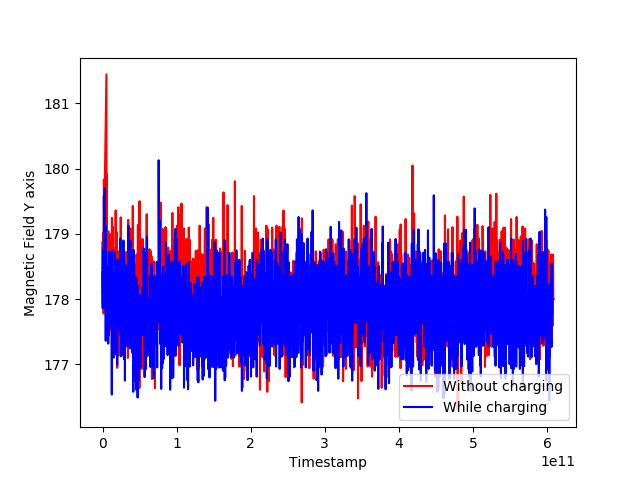 181
180
179
178
177
Magnetic Field Y axis
Without charging
While charging
0
1
2
3
4
5
6
1e11
Timestamp